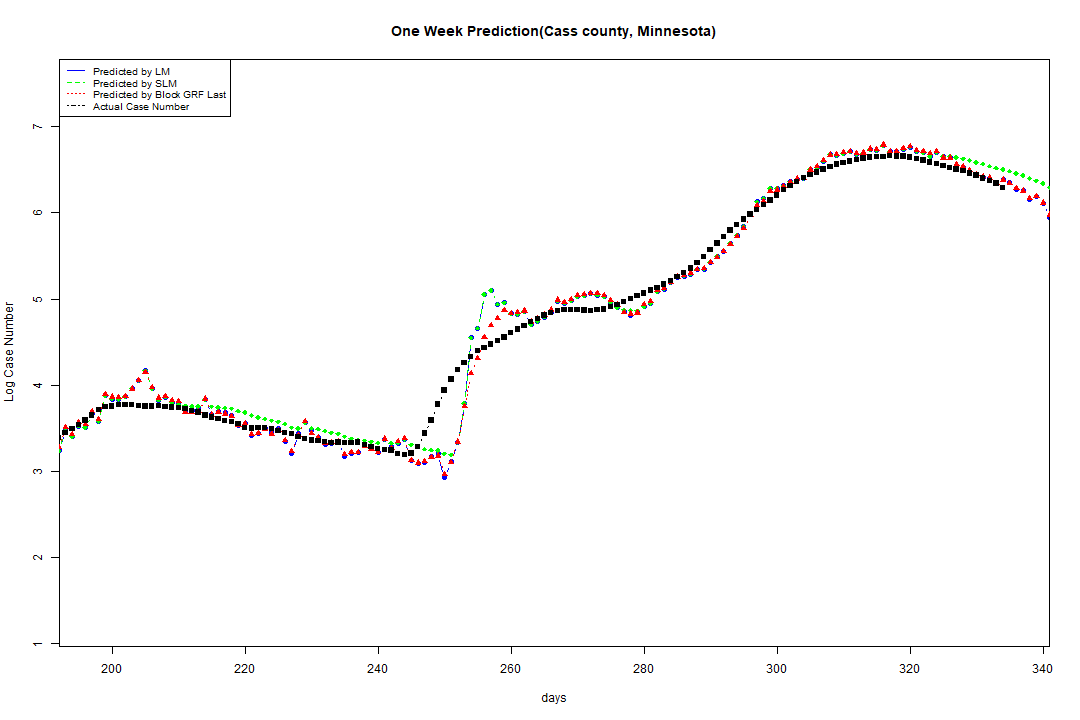 One Week Prediction(Cass county, Minnesota)
Predicted by LM
Predicted by SLM
Predicted by Block GRF Last
Actual Case Number
7
6
5
4
3
2
1
Log Case Number
200 220 240 260 280 300 320 340
days